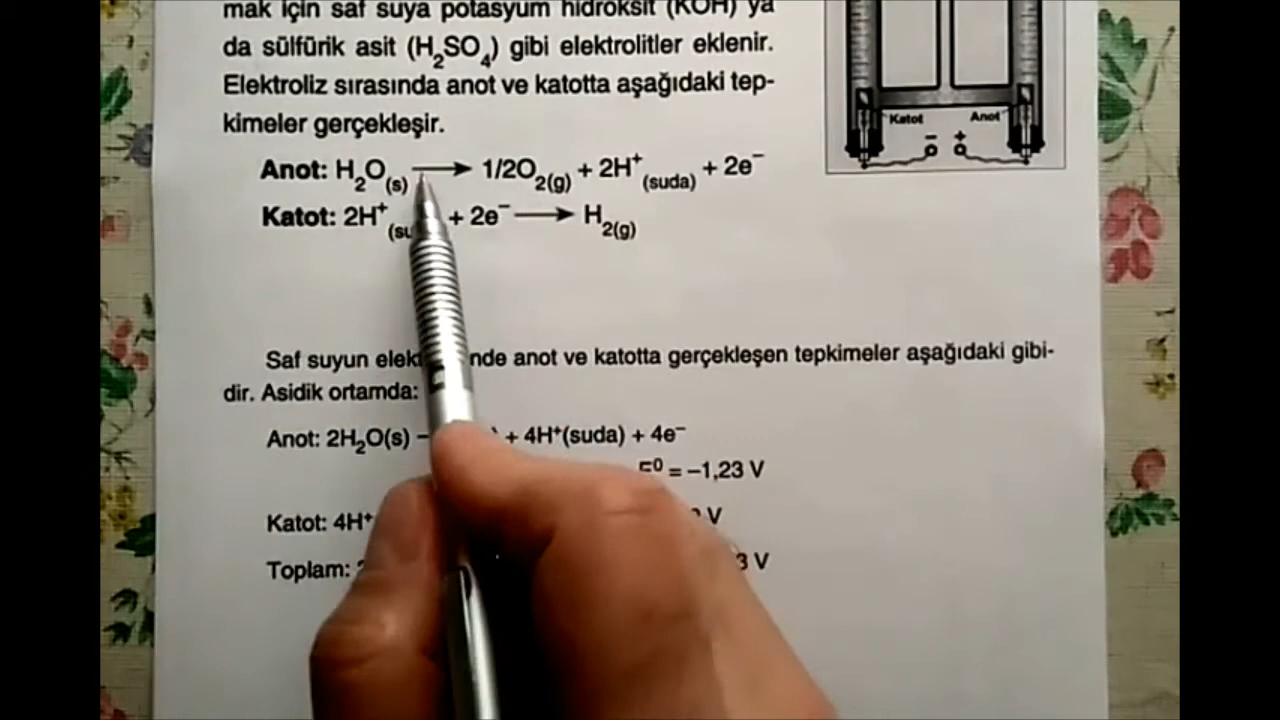 mak için saf suya potasyum hidroksit (KOH) ya
da sülfürik asit (H₂SO₄) gibi elektrolitler eklenir.
Elektroliz sırasında anot ve katotta aşağıdaki tep-
kimeler gerçekleşir.
Katot Anot
− +
Anot: H₂O(s) ⟶ 1/2O₂(g) + 2H⁺(suda) + 2e⁻
Katot: 2H⁺ + 2e⁻ ⟶ H₂(g)
Saf suyun anot ve katotta gerçekleşen tepkimeler aşağıdaki gibi-
dir. Asidik ortamda:
Anot: 2H₂O(s) + 4H⁺(suda) + 4e⁻
= −1,23 V
Katot: 4H⁺ V
Toplam: 3 V